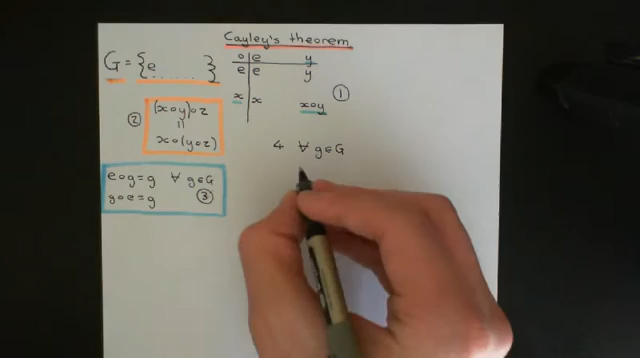 Cayley's theorem
G = {e ...... }
o e y
e e y
x x xoy ①
② (xoy)oz
=
xo(yoz)
4 ∀ g∈G
eog=g ∀ g∈G
goe=g ③